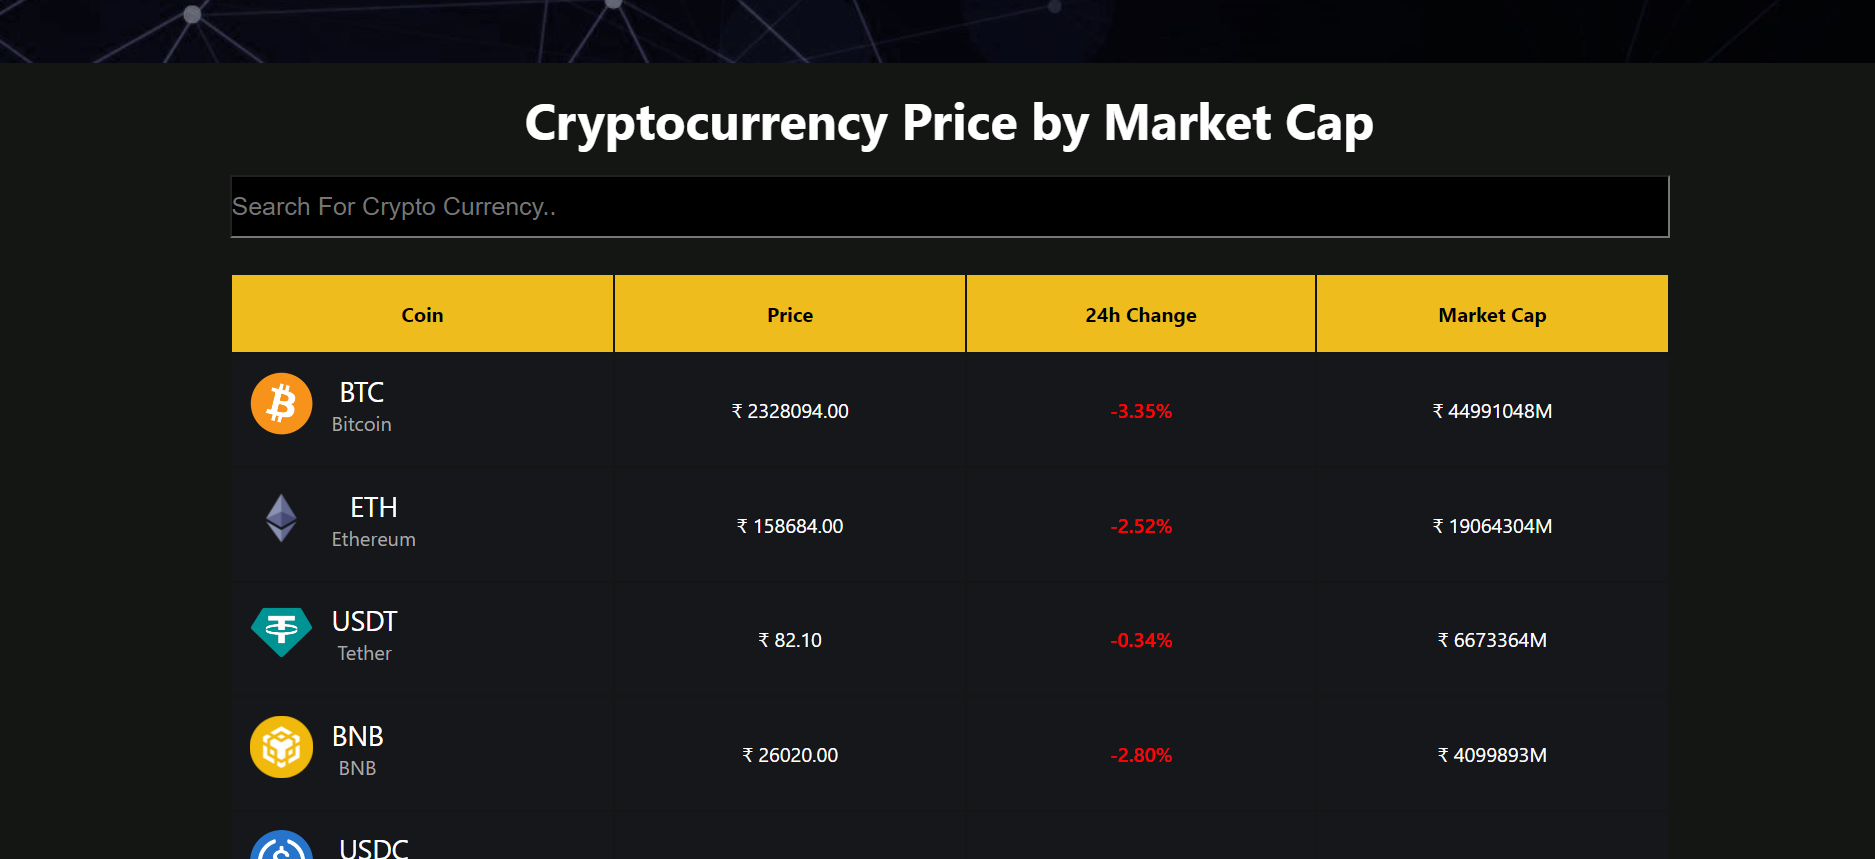 Cryptocurrency Price by Market Cap
Search For Crypto Currency..
Coin Price 24h Change Market Cap
BTC
Bitcoin
₹ 2328094.00 -3.35% ₹ 44991048M
ETH
Ethereum
₹ 158684.00 -2.52% ₹ 19064304M
USDT
Tether
₹ 82.10 -0.34% ₹ 6673364M
BNB
BNB
₹ 26020.00 -2.80% ₹ 4099893M
USDC